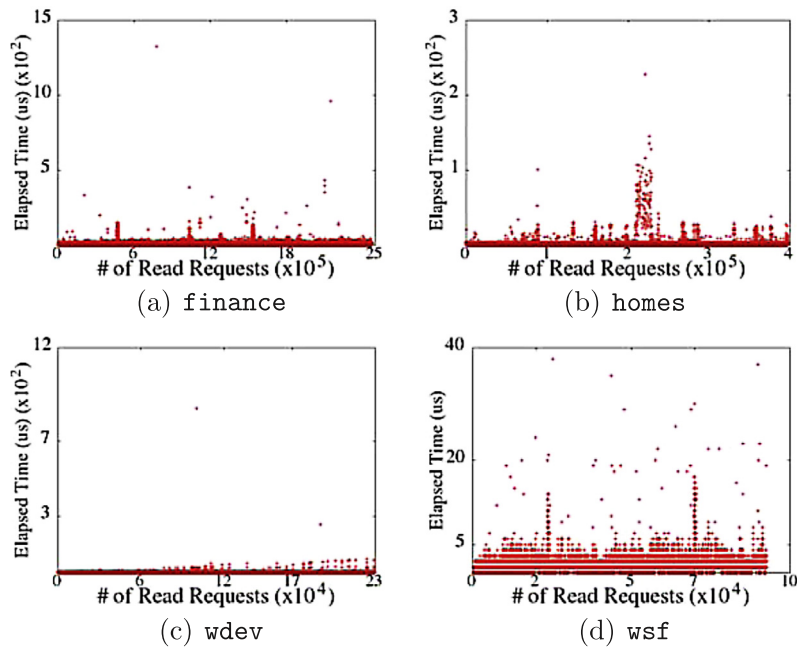 15
10
5
0
6
12
18
25
Elapsed Time (us) (x10²)
# of Read Requests (x10⁵)
(a) finance
3
2
1
0
0
1
2
3
4
Elapsed Time (us) (x10²)
# of Read Requests (x10⁵)
(b) homes
12
7
3
0
6
12
17
23
Elapsed Time (us) (x10²)
# of Read Requests (x10⁴)
(c) wdev
40
20
5
0
2
5
7
10
Elapsed Time (us)
# of Read Requests (x10⁴)
(d) wsf